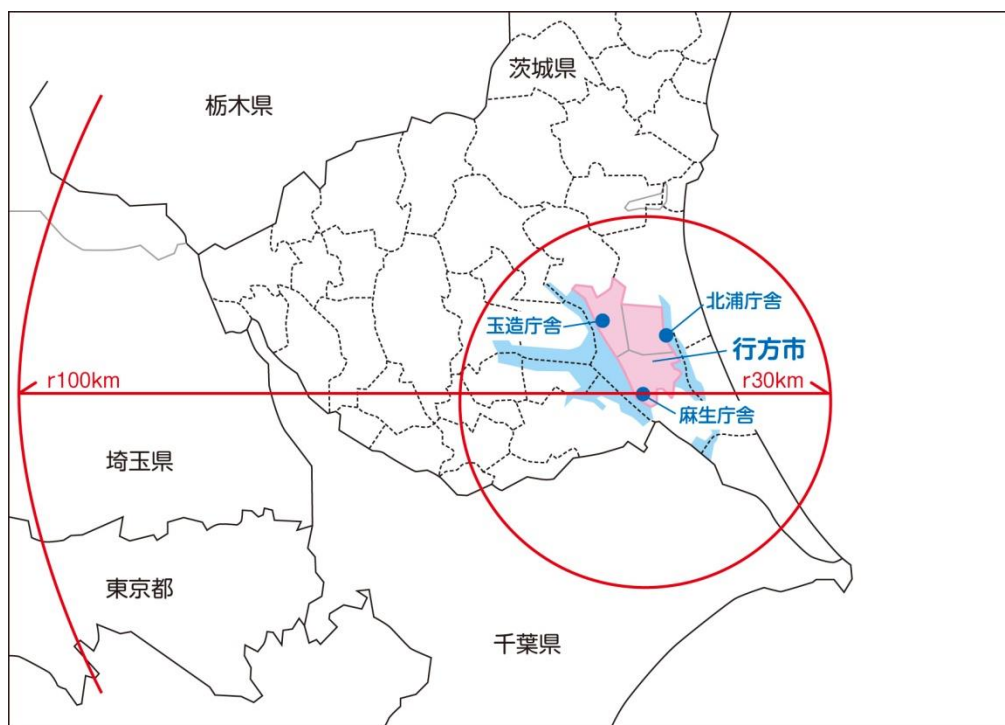 茨城県
栃木県
北浦庁舎
玉造庁舎
行方市
r100km
r30km
麻生庁舎
埼玉県
東京都
千葉県